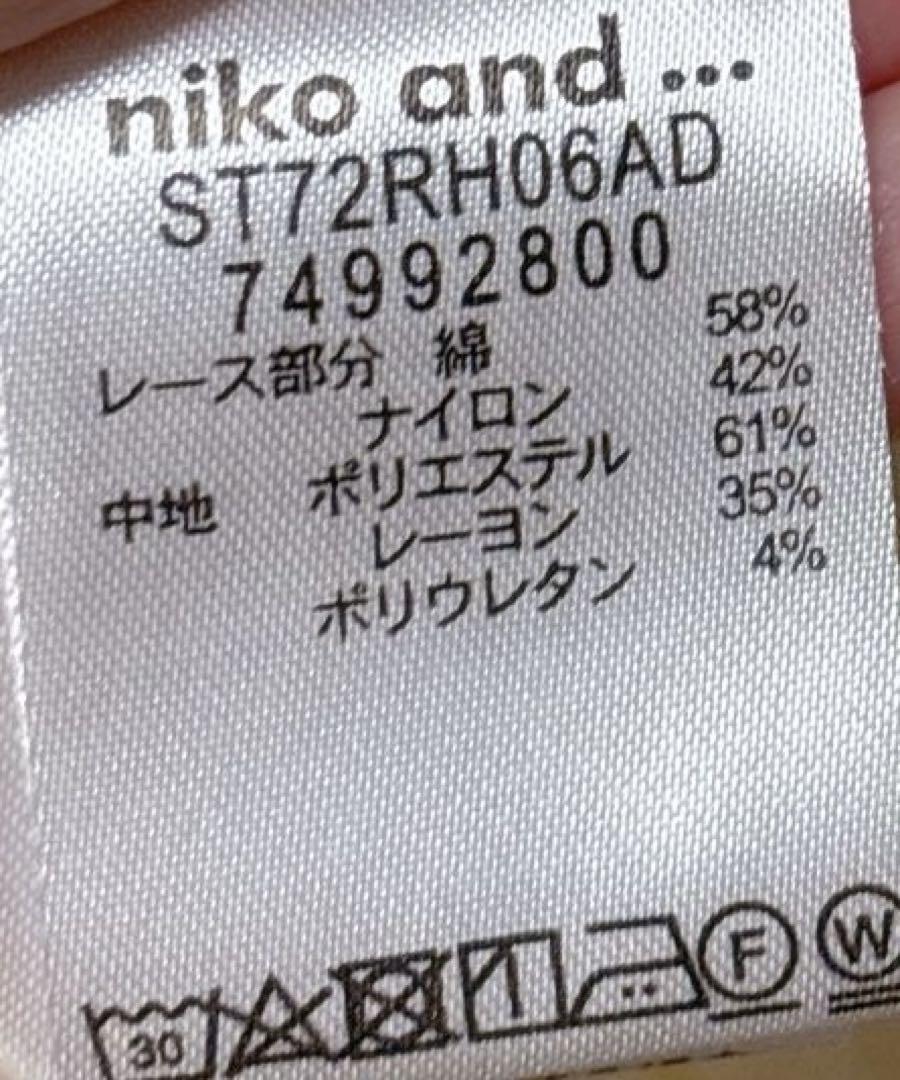 niko and ...
ST72RH06AD
74992800
レース部分 綿 58%
ナイロン 42%
中地 ポリエステル 61%
レーヨン 35%
ポリウレタン 4%
30 F W